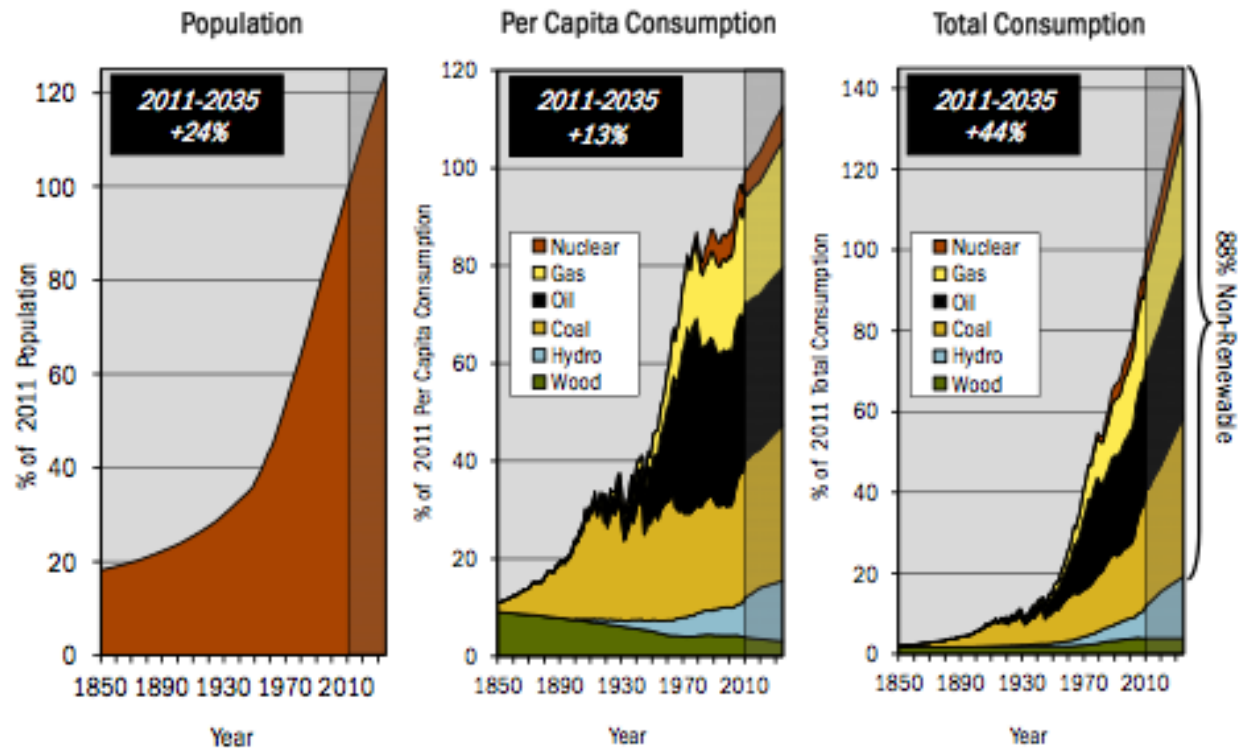 Population
2011-2035
+24%
% of 2011 Population
120
100
80
60
40
20
0
1850 1890 1930 1970 2010
Year
Per Capita Consumption
2011-2035
+13%
% of 2011 Per Capita Consumption
120
100
80
60
40
20
0
Nuclear
Gas
Oil
Coal
Hydro
Wood
1850 1890 1930 1970 2010
Year
Total Consumption
2011-2035
+44%
% of 2011 Total Consumption
140
120
100
80
60
40
20
0
Nuclear
Gas
Oil
Coal
Hydro
Wood
1850 1890 1930 1970 2010
Year
88% Non-Renewable